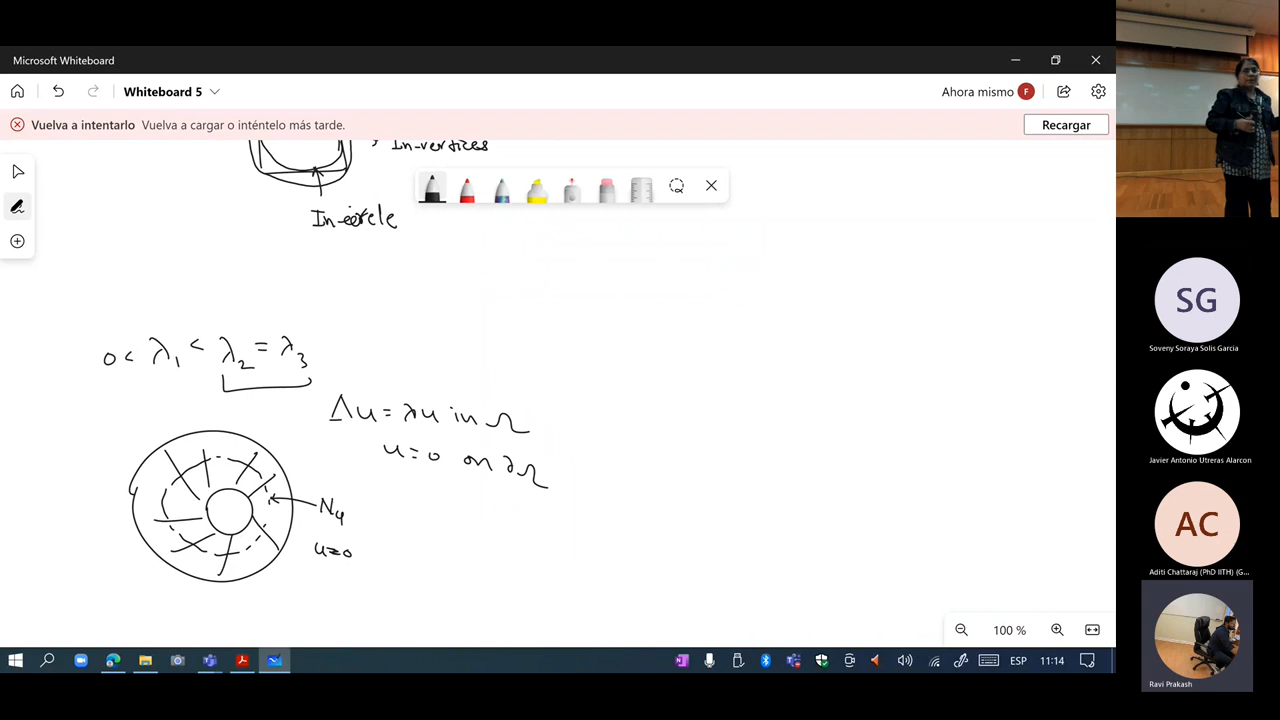 Microsoft Whiteboard
Whiteboard 5
Ahora mismo F
Vuelva a intentarlo Vuelva a cargar o inténtelo más tarde.
Recargar
In-vertices
In-circle
0 < λ₁ < λ₂ = λ₃
Δu = λu in Ω
u = 0 on ∂Ω
N₄
u=0
SG
Soveny Soraya Solis Garcia
Javier Antonio Utreras Alarcon
AC
Aditi Chattaraj (PhD IITH) (G...
Ravi Prakash
100 %
ESP
11:14